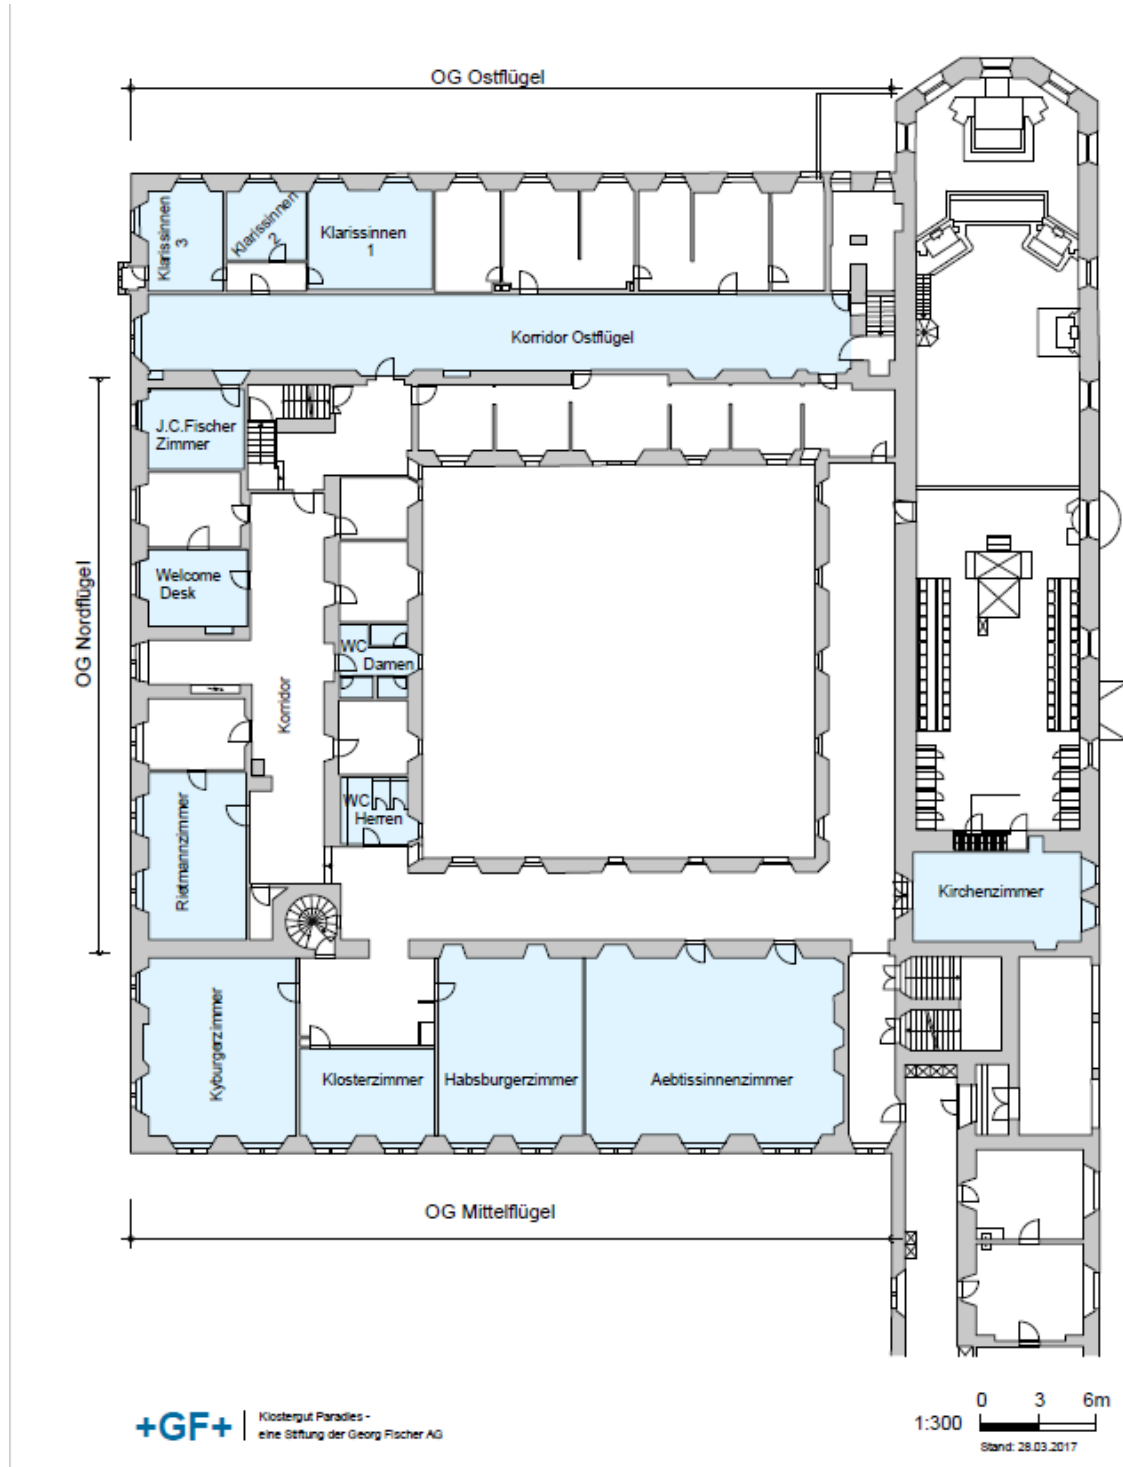 OG Ostflügel
Klarissinnen
3
Klarissinnen
2
Klarissinnen
1
Korridor Ostflügel
J.C.Fischer
Zimmer
Welcome
Desk
OG Nordflügel
WC
Damen
Korridor
WC
Herren
Rietmannzimmer
Kirchenzimmer
Kyburgerzimmer
Klosterzimmer
Habsburgerzimmer
Aebtissinnenzimmer
OG Mittelflügel
+GF+
Klostergut Paradies -
eine Stiftung der Georg Fischer AG
0 3 6m
1:300
Stand: 28.03.2017